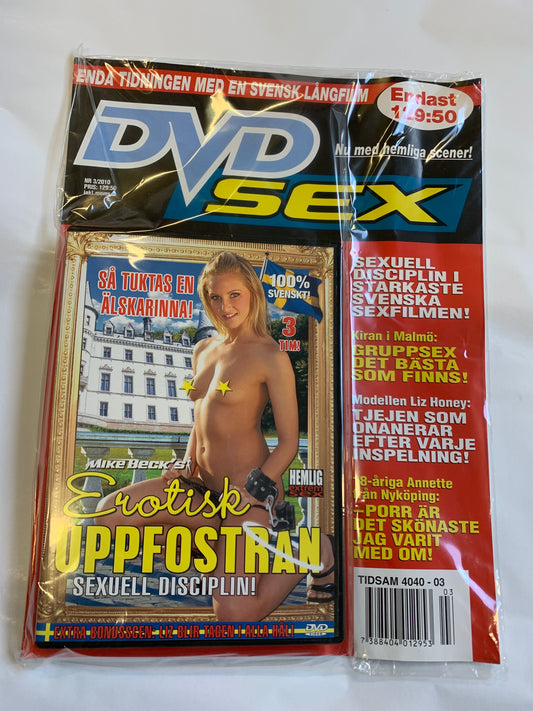 ENDA TIDNINGEN MED EN SVENSK LÅNGFILM
Endast
129:50
DVD
SEX
Nu med hemliga scener!
NR 3/2010
PRIS: 129:50
SÅ TUKTAS EN
ÄLSKARINNA!
100%
SVENSKT!
3
TIM!
MIKE BECK'S
Erotisk
UPPFOSTRAN
SEXUELL DISCIPLIN!
HEMLIG
extrem
EXTRA BONUSSCEN: LIZ BLIR TAGEN I ALLA HÅL!
DVD
VIDEO
SEXUELL
DISCIPLIN I
STARKASTE
SVENSKA
SEXFILMEN!
Kiran i Malmö:
GRUPPSEX
DET BÄSTA
SOM FINNS!
Modellen Liz Honey:
TJEJEN SOM
ONANERAR
EFTER VARJE
INSPELNING!
18-åriga Annette
från Nyköping:
–PORR ÄR
DET SKÖNASTE
JAG VARIT
MED OM!
TIDSAM 4040 - 03
03
7 388404 012953